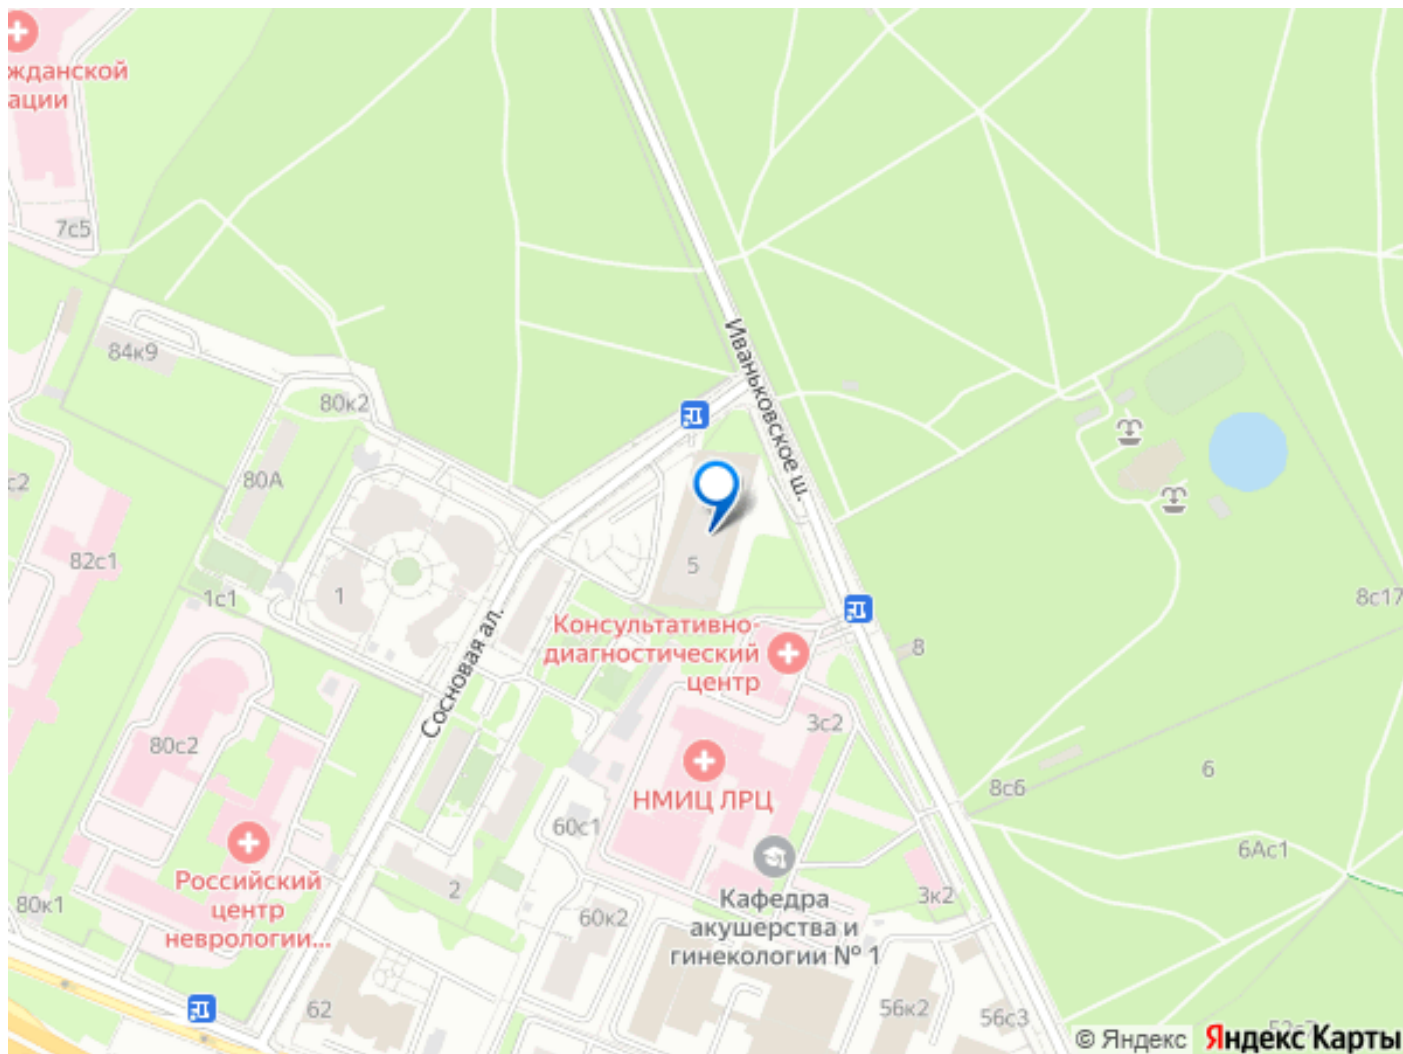 жданской
ации
7с5
84к9
80к2
Иваньковское ш.
80А
с2
82с1
5
1с1
1
8с17
Консультативно-
диагностический
центр
8
Сосновая ал.
3с2
80с2
6
8с6
НМИЦ ЛРЦ
60с1
6Ас1
Российский
центр
неврологии...
2
3к2
80к1
Кафедра
акушерства и
гинекологии № 1
60к2
62
56к2
56с3
© Яндекс
Яндекс Карты